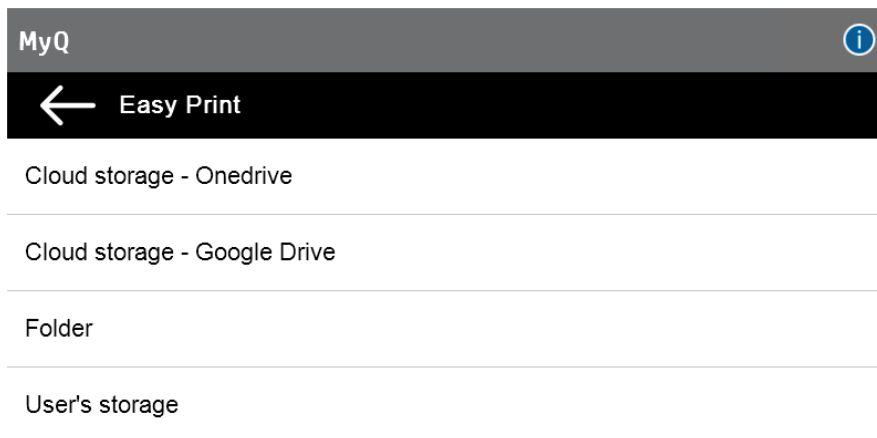 MyQ
Easy Print
Cloud storage - Onedrive
Cloud storage - Google Drive
Folder
User's storage